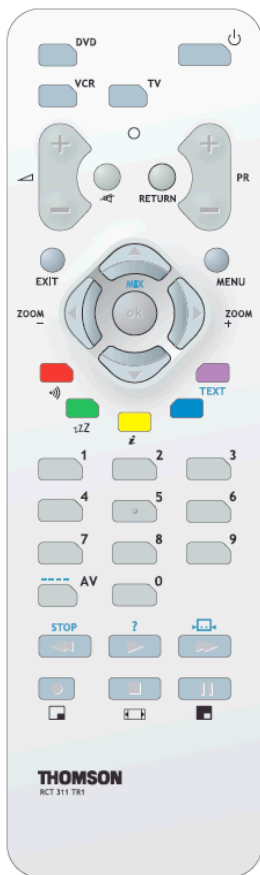 DVD
VCR
TV
PR
RETURN
EXIT
MENU
MIX
ZOOM
-
ok
ZOOM
+
TEXT
zzZ
i
1
2
3
4
5
6
7
8
9
AV
0
STOP
?
THOMSON
RCT 311 TR1